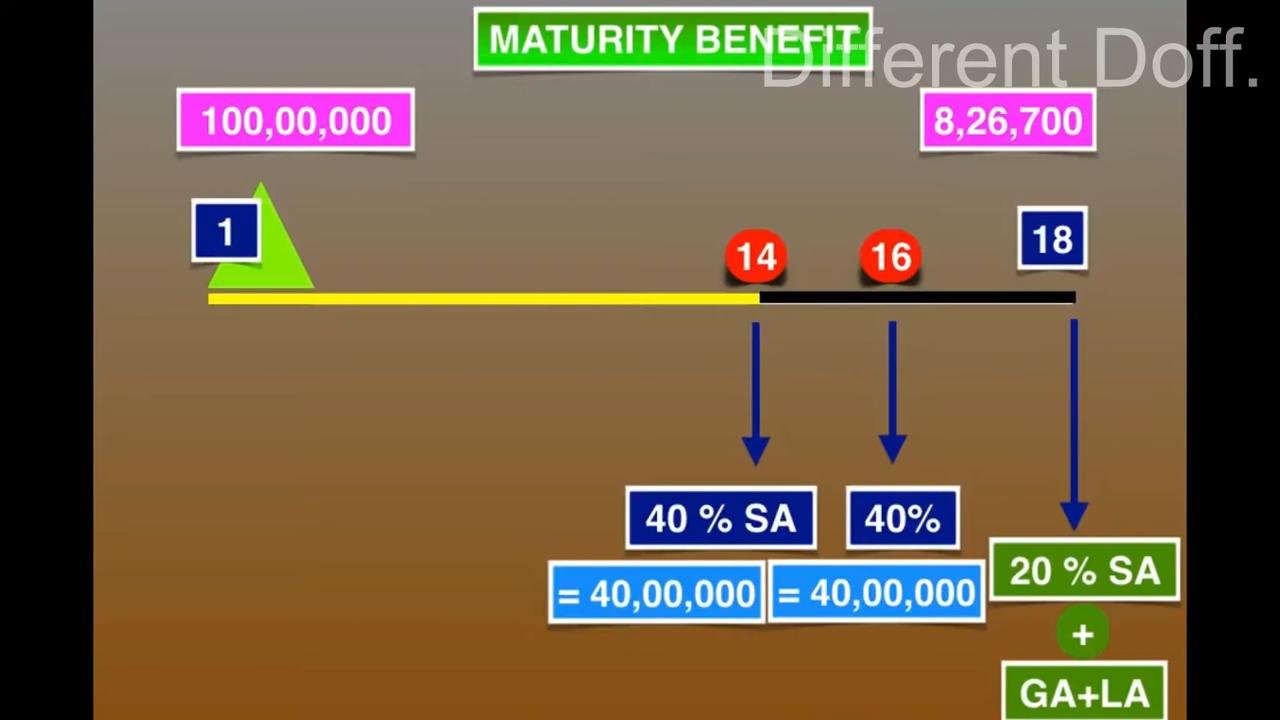 MATURITY BENEFIT
Different Doff.
100,00,000
8,26,700
1
14
16
18
40 % SA
40%
= 40,00,000
= 40,00,000
20 % SA
+
GA+LA